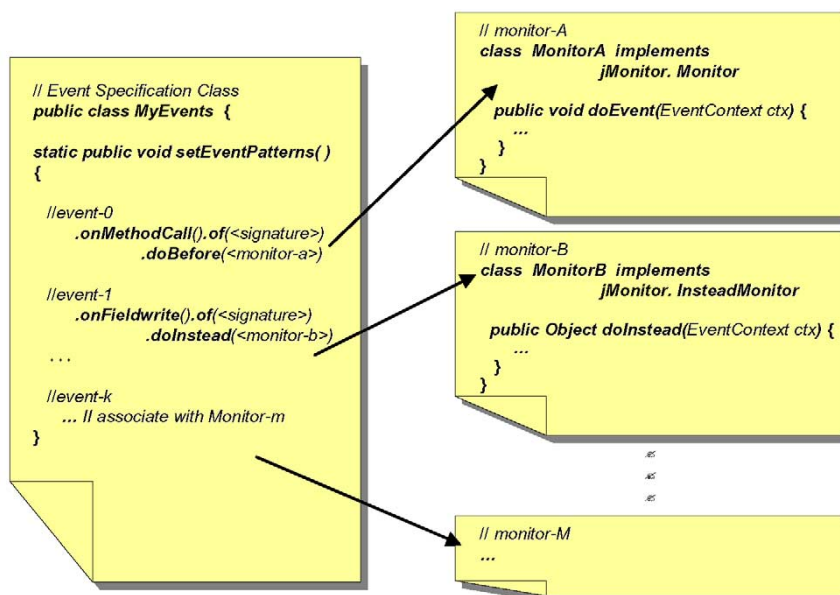 // Event Specification Class
public class MyEvents {
static public void setEventPatterns( )
{
//event-0
.onMethodCall().of(<signature>)
.doBefore(<monitor-a>)
//event-1
.onFieldwrite().of(<signature>)
.doInstead(<monitor-b>)
. . .
//event-k
... // associate with Monitor-m
}
// monitor-A
class MonitorA implements
jMonitor. Monitor
public void doEvent(EventContext ctx) {
...
}
}
// monitor-B
class MonitorB implements
jMonitor. InsteadMonitor
public Object doInstead(EventContext ctx) {
...
}
}
// monitor-M
...